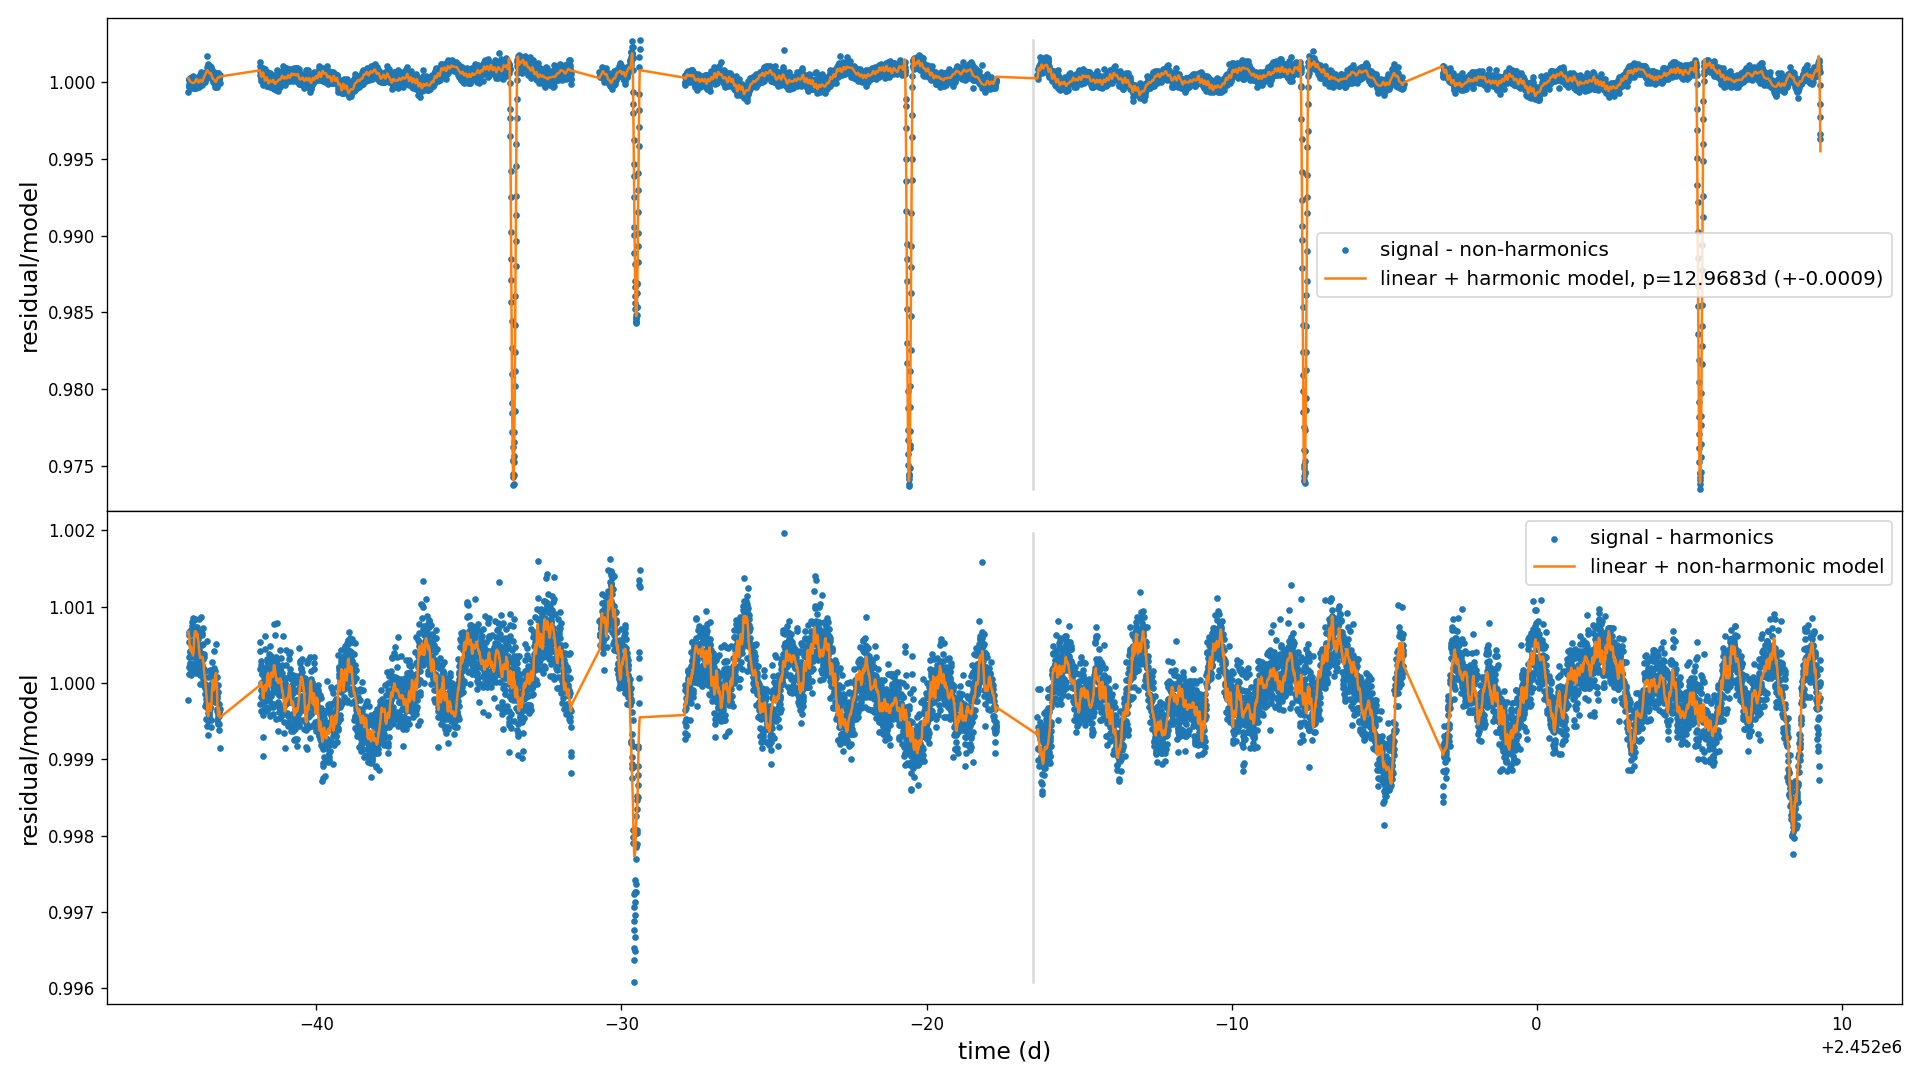 1.000
0.995
0.990
0.985
0.980
0.975
residual/model
signal - non-harmonics
linear + harmonic model, p=12.9683d (+-0.0009)
1.002
1.001
1.000
0.999
0.998
0.997
0.996
residual/model
signal - harmonics
linear + non-harmonic model
−40 −30 −20 −10 0 10
time (d)
+2.452e6